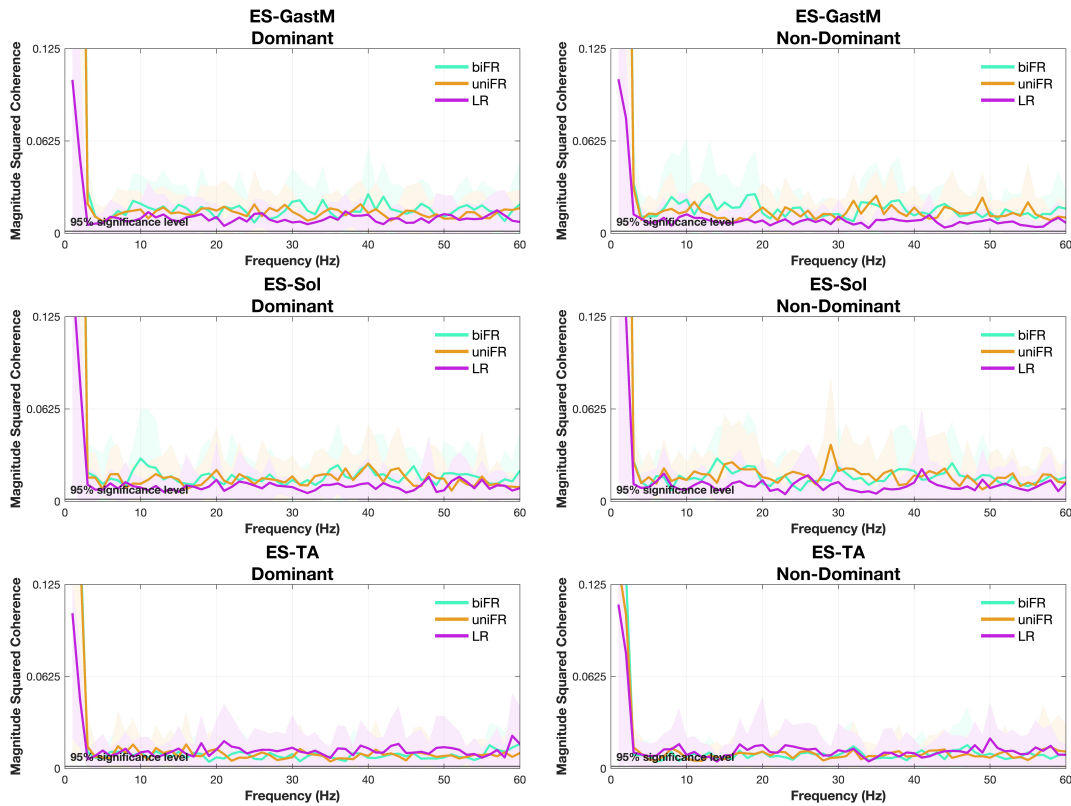 ES-GastM
Dominant
Magnitude Squared Coherence
0.125
0.0625
0
biFR
uniFR
LR
95% significance level
0 10 20 30 40 50 60
Frequency (Hz)
ES-GastM
Non-Dominant
Magnitude Squared Coherence
0.125
0.0625
0
biFR
uniFR
LR
95% significance level
0 10 20 30 40 50 60
Frequency (Hz)
ES-Sol
Dominant
Magnitude Squared Coherence
0.125
0.0625
0
biFR
uniFR
LR
95% significance level
0 10 20 30 40 50 60
Frequency (Hz)
ES-Sol
Non-Dominant
Magnitude Squared Coherence
0.125
0.0625
0
biFR
uniFR
LR
95% significance level
0 10 20 30 40 50 60
Frequency (Hz)
ES-TA
Dominant
Magnitude Squared Coherence
0.125
0.0625
0
biFR
uniFR
LR
95% significance level
0 10 20 30 40 50 60
Frequency (Hz)
ES-TA
Non-Dominant
Magnitude Squared Coherence
0.125
0.0625
0
biFR
uniFR
LR
95% significance level
0 10 20 30 40 50 60
Frequency (Hz)